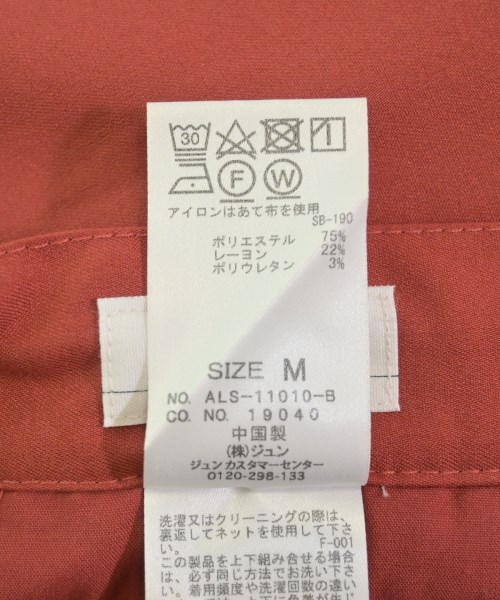 30
F W
アイロンはあて布を使用
SB-190
ポリエステル 75%
レーヨン 22%
ポリウレタン 3%
SIZE M
NO. ALS-11010-B
CO. NO. 19040
中国製
(株)ジュン
ジュンカスタマーセンター
0120-298-133
洗濯又はクリーニングの際は、
裏返してネットを使用して下さ
い。
F-001
この製品を上下組み合せる場合
は、必ず同じ方法でお洗い下さ
い。着用頻度や洗濯回数の違い